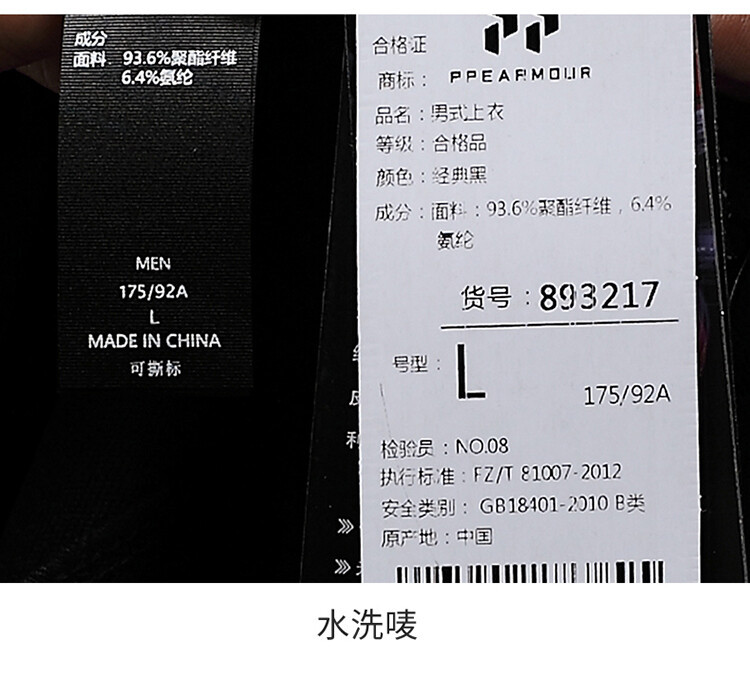 成分
面料 93.6%聚酯纤维
6.4%氨纶
MEN
175/92A
L
MADE IN CHINA
可撕标
合格证
商标： PPEARMOUR
品名：男式上衣
等级：合格品
颜色：经典黑
成分：面料：93.6%聚酯纤维，6.4%
氨纶
货号：893217
号型：L
175/92A
检验员：NO.08
执行标准：FZ/T 81007-2012
安全类别： GB18401-2010 B类
原产地：中国
水洗唛